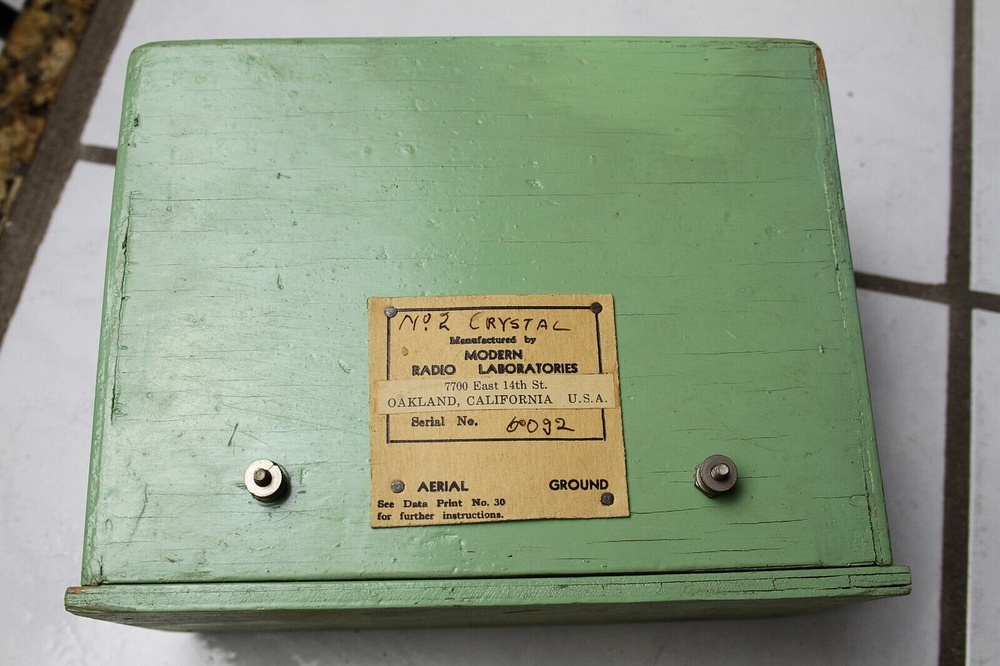 No. 2 CRYSTAL
Manufactured by
MODERN
RADIO LABORATORIES
7700 East 14th St.
OAKLAND, CALIFORNIA U.S.A.
Serial No. 6092
AERIAL GROUND
See Data Print No. 30
for further instructions.